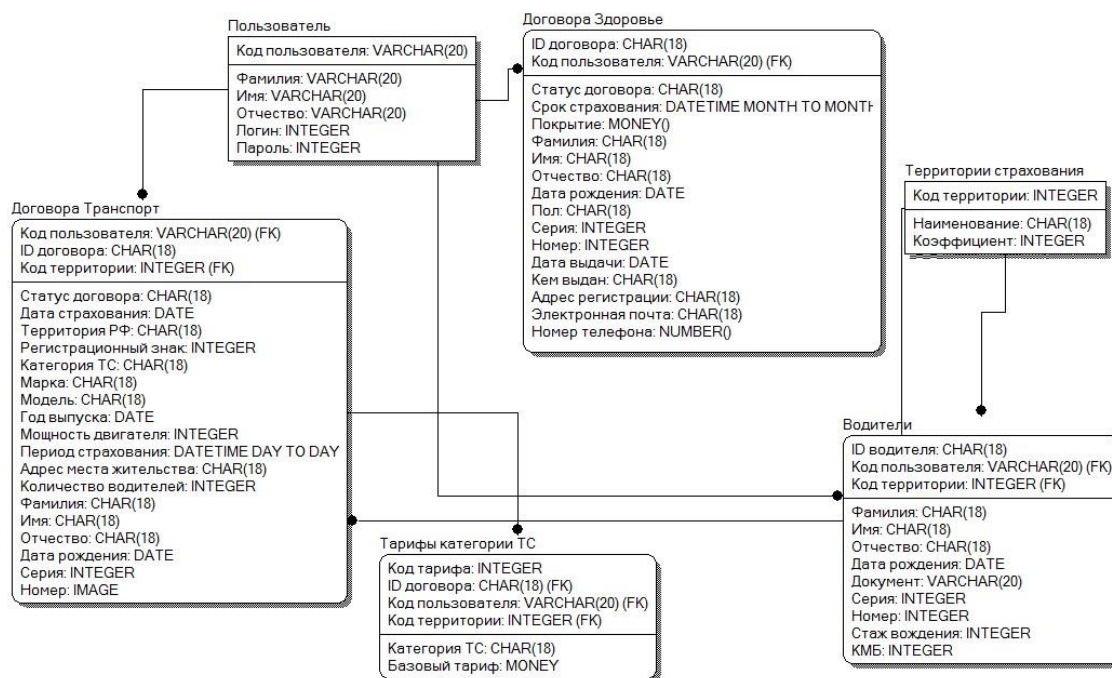 Пользователь
Код пользователя: VARCHAR(20)
Фамилия: VARCHAR(20)
Имя: VARCHAR(20)
Отчество: VARCHAR(20)
Логин: INTEGER
Пароль: INTEGER
Договора Здоровье
ID договора: CHAR(18)
Код пользователя: VARCHAR(20) (FK)
Статус договора: CHAR(18)
Срок страхования: DATETIME MONTH TO MONTH
Покрытие: MONEY()
Фамилия: CHAR(18)
Имя: CHAR(18)
Отчество: CHAR(18)
Дата рождения: DATE
Пол: CHAR(18)
Серия: INTEGER
Номер: INTEGER
Дата выдачи: DATE
Кем выдан: CHAR(18)
Адрес регистрации: CHAR(18)
Электронная почта: CHAR(18)
Номер телефона: NUMBER()
Территории страхования
Код территории: INTEGER
Наименование: CHAR(18)
Коэффициент: INTEGER
Договора Транспорт
Код пользователя: VARCHAR(20) (FK)
ID договора: CHAR(18)
Код территории: INTEGER (FK)
Статус договора: CHAR(18)
Дата страхования: DATE
Территория РФ: CHAR(18)
Регистрационный знак: INTEGER
Категория ТС: CHAR(18)
Марка: CHAR(18)
Модель: CHAR(18)
Год выпуска: DATE
Мощность двигателя: INTEGER
Период страхования: DATETIME DAY TO DAY
Адрес места жительства: CHAR(18)
Количество водителей: INTEGER
Фамилия: CHAR(18)
Имя: CHAR(18)
Отчество: CHAR(18)
Дата рождения: DATE
Серия: INTEGER
Номер: IMAGE
Тарифы категории ТС
Код тарифа: INTEGER
ID договора: CHAR(18) (FK)
Код пользователя: VARCHAR(20) (FK)
Код территории: INTEGER (FK)
Категория ТС: CHAR(18)
Базовый тариф: MONEY
Водители
ID водителя: CHAR(18)
Код пользователя: VARCHAR(20) (FK)
Код территории: INTEGER (FK)
Фамилия: CHAR(18)
Имя: CHAR(18)
Отчество: CHAR(18)
Дата рождения: DATE
Документ: VARCHAR(20)
Серия: INTEGER
Номер: INTEGER
Стаж вождения: INTEGER
КМБ: INTEGER